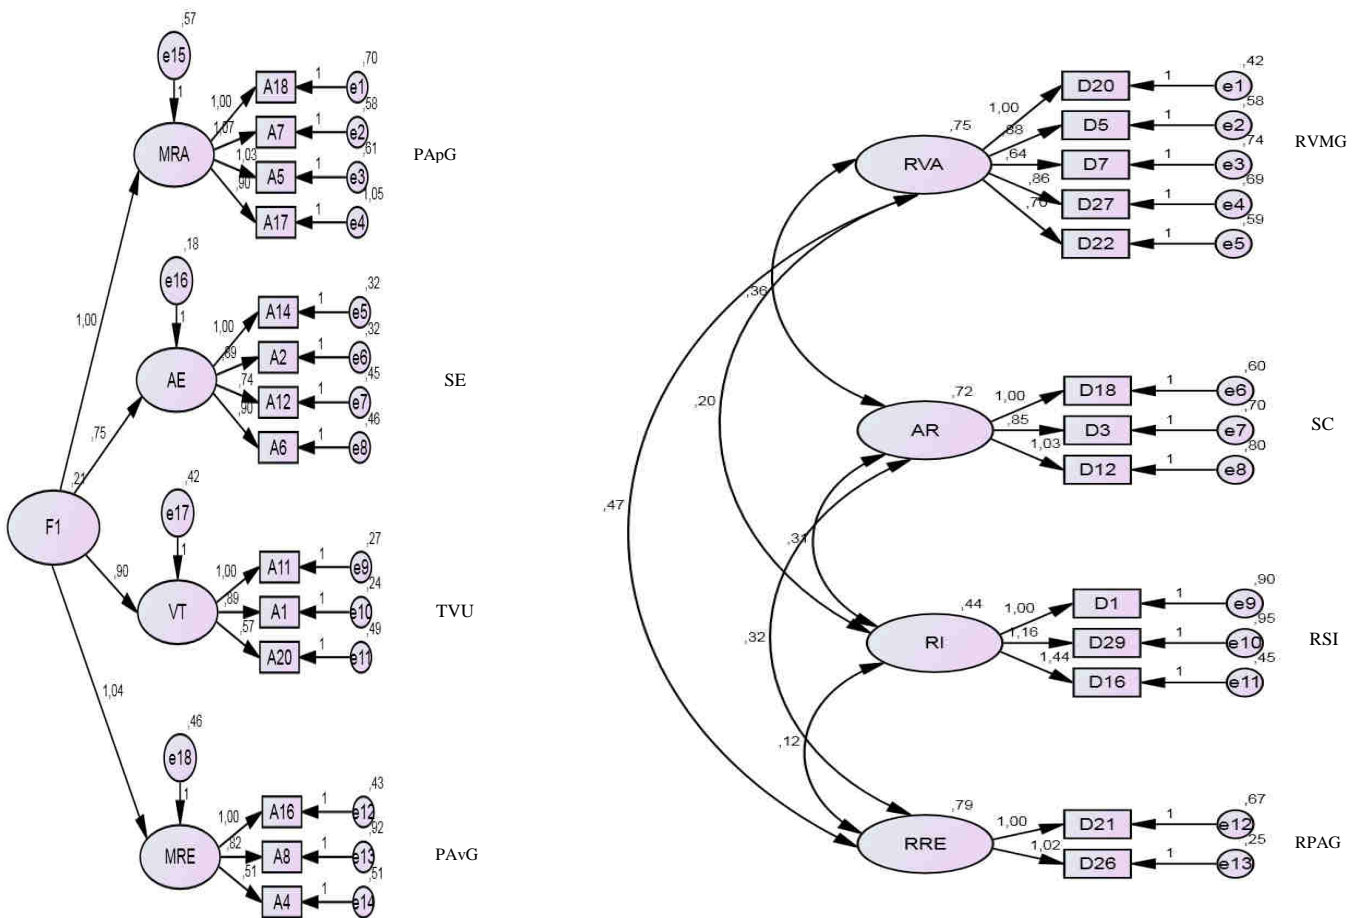 ,57
e15
1
,70
1,00
A18
1
e1
,58
1,07
A7
1
e2
MRA
,61
1,03
A5
1
e3
PApG
,90
,05
A17
1
e4
,18
e16
1
,32
1,00
A14
1
e5
,32
,89
A2
1
e6
AE
,45
,74
A12
1
e7
SE
,90
,46
A6
1
e8
1,00
,75
,21
F1
,90
1,04
,42
e17
1
,27
1,00
A11
1
e9
,24
VT
,89
A1
1
e10
TVU
,49
,57
A20
1
e11
,46
e18
1
,43
1,00
A16
1
e12
,92
MRE
,82
A8
1
e13
PAvG
,51
,51
A4
1
e14
,42
D20
1
e1
1,00
,58
,75
,88
D5
1
e2
RVMG
,74
RVA
,64
D7
1
e3
,69
,86
D27
1
e4
,59
D22
1
e5
,36
,20
,47
,31
,32
,12
,60
,72
1,00
D18
1
e6
,70
AR
,85
D3
1
e7
SC
,80
1,03
D12
1
e8
,90
,44
1,00
D1
1
e9
,95
RI
1,16
D29
1
e10
RSI
,45
1,44
D16
1
e11
,67
,79
1,00
D21
1
e12
,25
RRE
1,02
D26
1
e13
RPAG